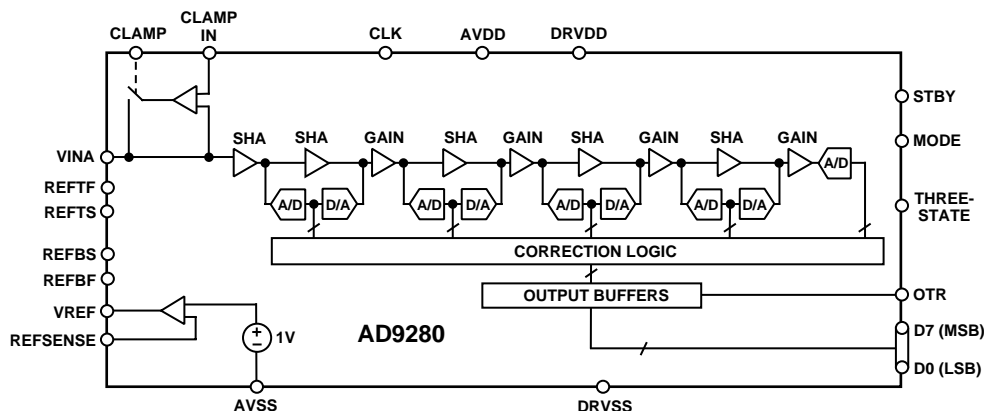 CLAMP
CLAMP
IN
CLK
AVDD
DRVDD
STBY
MODE
THREE-
STATE
VINA
REFTF
REFTS
REFBS
REFBF
VREF
REFSENSE
SHA
SHA
GAIN
SHA
GAIN
SHA
GAIN
SHA
GAIN
A/D
A/D
D/A
A/D
D/A
A/D
D/A
A/D
D/A
CORRECTION LOGIC
OUTPUT BUFFERS
OTR
+
−
1V
AD9280
D7 (MSB)
D0 (LSB)
AVSS
DRVSS